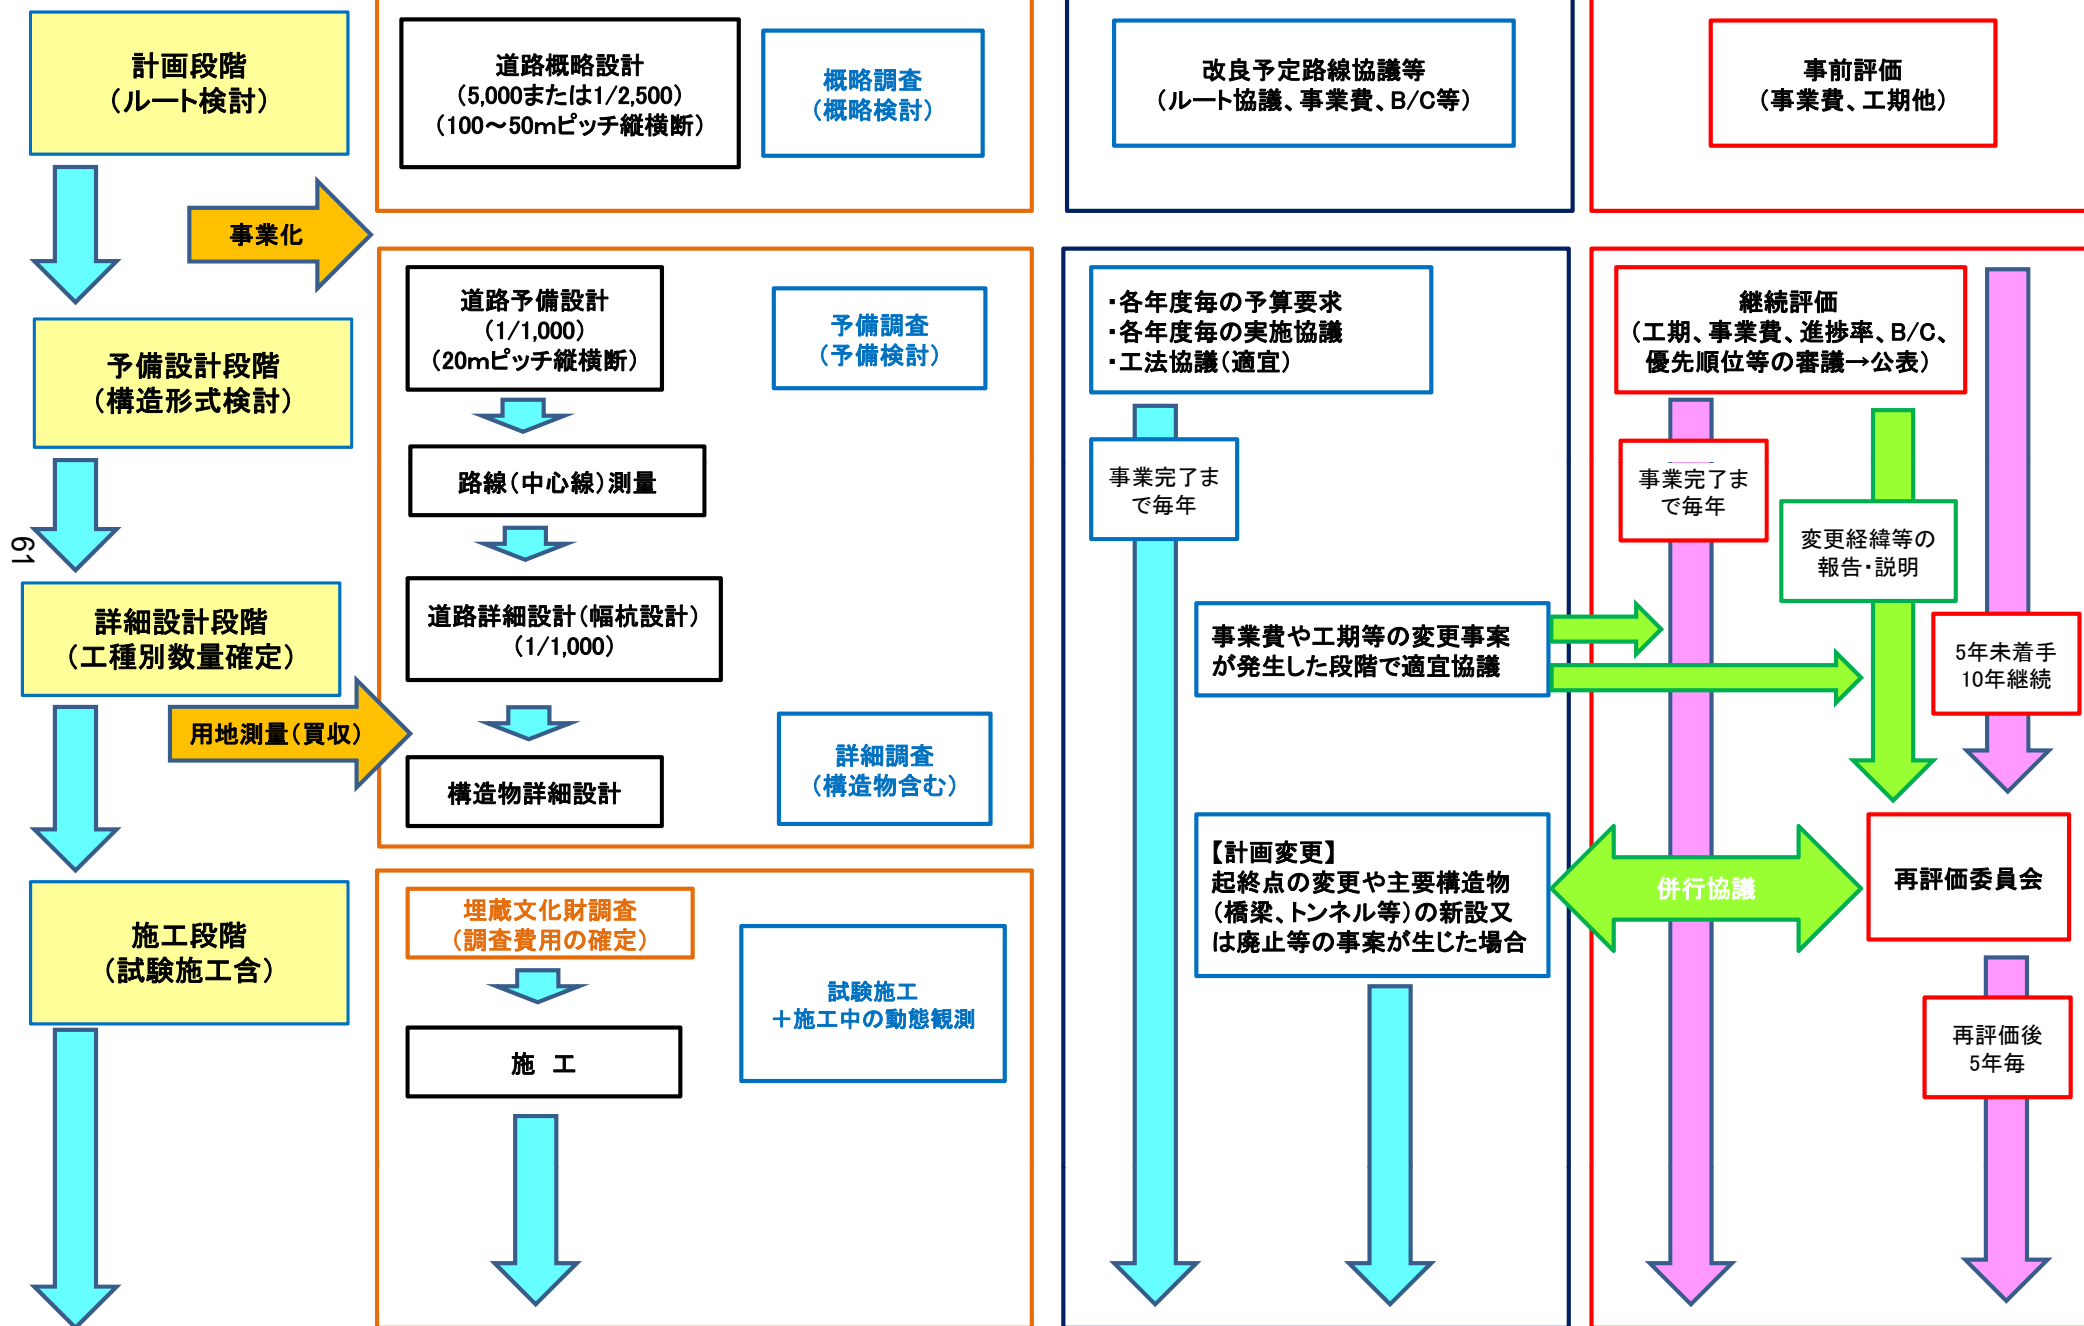 計画段階
（ルート検討）
道路概略設計
（5,000または1/2,500）
（100～50mピッチ縦横断）
概略調査
（概略検討）
改良予定路線協議等
（ルート協議、事業費、B/C等）
事前評価
（事業費、工期他）
事業化
予備設計段階
（構造形式検討）
道路予備設計
（1/1,000）
（20mピッチ縦横断）
予備調査
（予備検討）
・各年度毎の予算要求
・各年度毎の実施協議
・工法協議（適宜）
継続評価
（工期、事業費、進捗率、B/C、
優先順位等の審議→公表）
路線（中心線）測量
事業完了ま
で毎年
事業完了ま
で毎年
変更経緯等の
報告・説明
61
詳細設計段階
（工種別数量確定）
道路詳細設計（幅杭設計）
（1/1,000）
事業費や工期等の変更事案
が発生した段階で適宜協議
5年未着手
10年継続
用地測量（買収）
構造物詳細設計
詳細調査
（構造物含む）
【計画変更】
起終点の変更や主要構造物
（橋梁、トンネル等）の新設又
は廃止等の事案が生じた場合
併行協議
再評価委員会
施工段階
（試験施工含）
埋蔵文化財調査
（調査費用の確定）
試験施工
＋施工中の動態観測
施　工
再評価後
5年毎